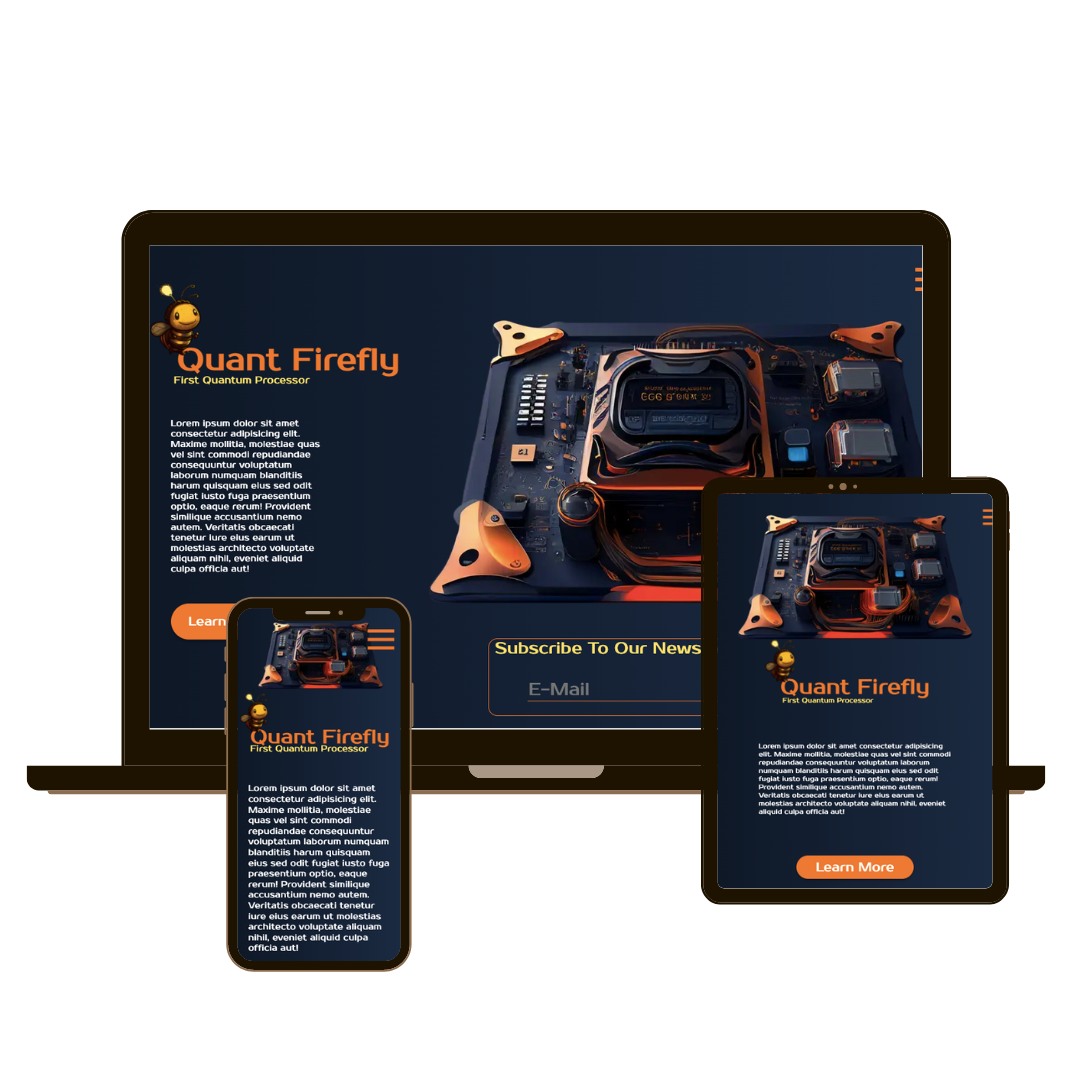 Quant Firefly
First Quantum Processor
Lorem ipsum dolor sit amet
consectetur adipisicing elit.
Maxime mollitia, molestiae quas
vel sint commodi repudiandae
consequuntur voluptatum
laborum numquam blanditiis
harum quisquam eius sed odit
fugiat iusto fuga praesentium
optio, eaque rerum! Provident
similique accusantium nemo
autem. Veritatis obcaecati
tenetur iure eius earum ut
molestias architecto voluptate
aliquam nihil, eveniet aliquid
culpa officia aut!
Learn
Subscribe To Our News
E-Mail
Quant Firefly
First Quantum Processor
Lorem ipsum dolor sit amet
consectetur adipisicing elit.
Maxime mollitia, molestiae
quas vel sint commodi
repudiandae consequuntur
voluptatum laborum numquam
blanditiis harum quisquam
eius sed odit fugiat iusto fuga
praesentium optio, eaque
rerum! Provident similique
accusantium nemo autem.
Veritatis obcaecati tenetur
iure eius earum ut molestias
architecto voluptate aliquam
nihil, eveniet aliquid culpa
officia aut!
Quant Firefly
First Quantum Processor
Lorem ipsum dolor sit amet consectetur adipisicing
elit. Maxime mollitia, molestiae quas vel sint commodi
repudiandae consequuntur voluptatum laborum
numquam blanditiis harum quisquam eius sed odit
fugiat iusto fuga praesentium optio, eaque rerum!
Provident similique accusantium nemo autem.
Veritatis obcaecati tenetur iure eius earum ut
molestias architecto voluptate aliquam nihil, eveniet
aliquid culpa officia aut!
Learn More